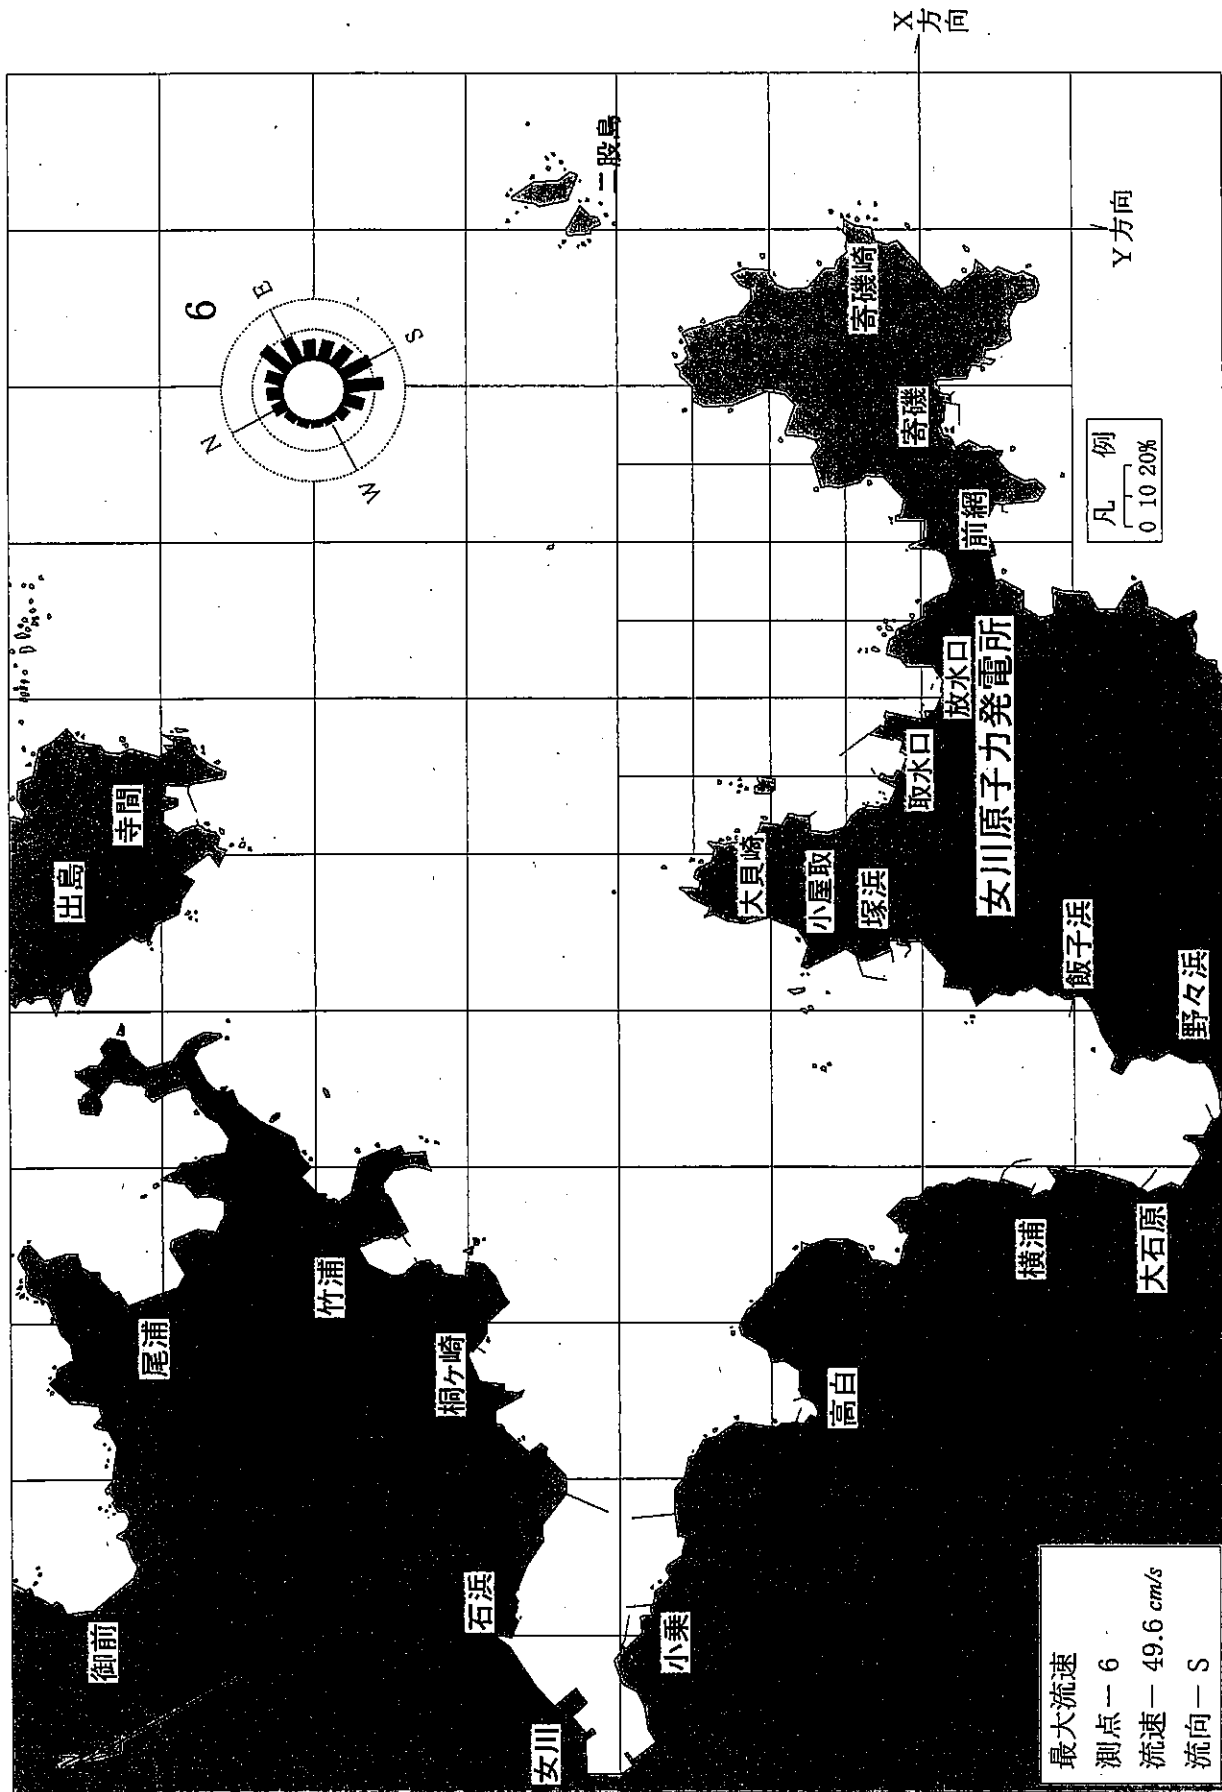 御前
尾浦
出島
寺間
竹浦
桐ヶ崎
石浜
女川
小乗
高白
横浦
大石原
野々浜
飯子浜
塚浜
小屋取
大貝崎
取水口
放水口
女川原子力発電所
前網
寄磯
寄磯崎
二股島
6
N
E
S
W
X
方向
Y方向
凡 例
0 10 20%
最大流速
測点－6
流速－49.6 cm/s
流向－S